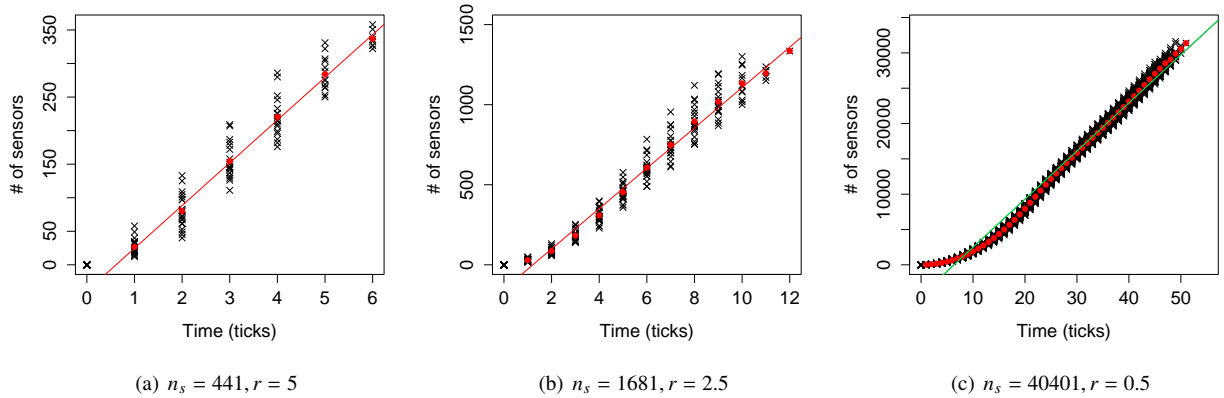 # of sensors
350
250
150
50
0
0 1 2 3 4 5 6
Time (ticks)
(a) n_s = 441, r = 5
# of sensors
1500
1000
500
0
0 2 4 6 8 10 12
Time (ticks)
(b) n_s = 1681, r = 2.5
# of sensors
30000
20000
10000
0
0 10 20 30 40 50
Time (ticks)
(c) n_s = 40401, r = 0.5